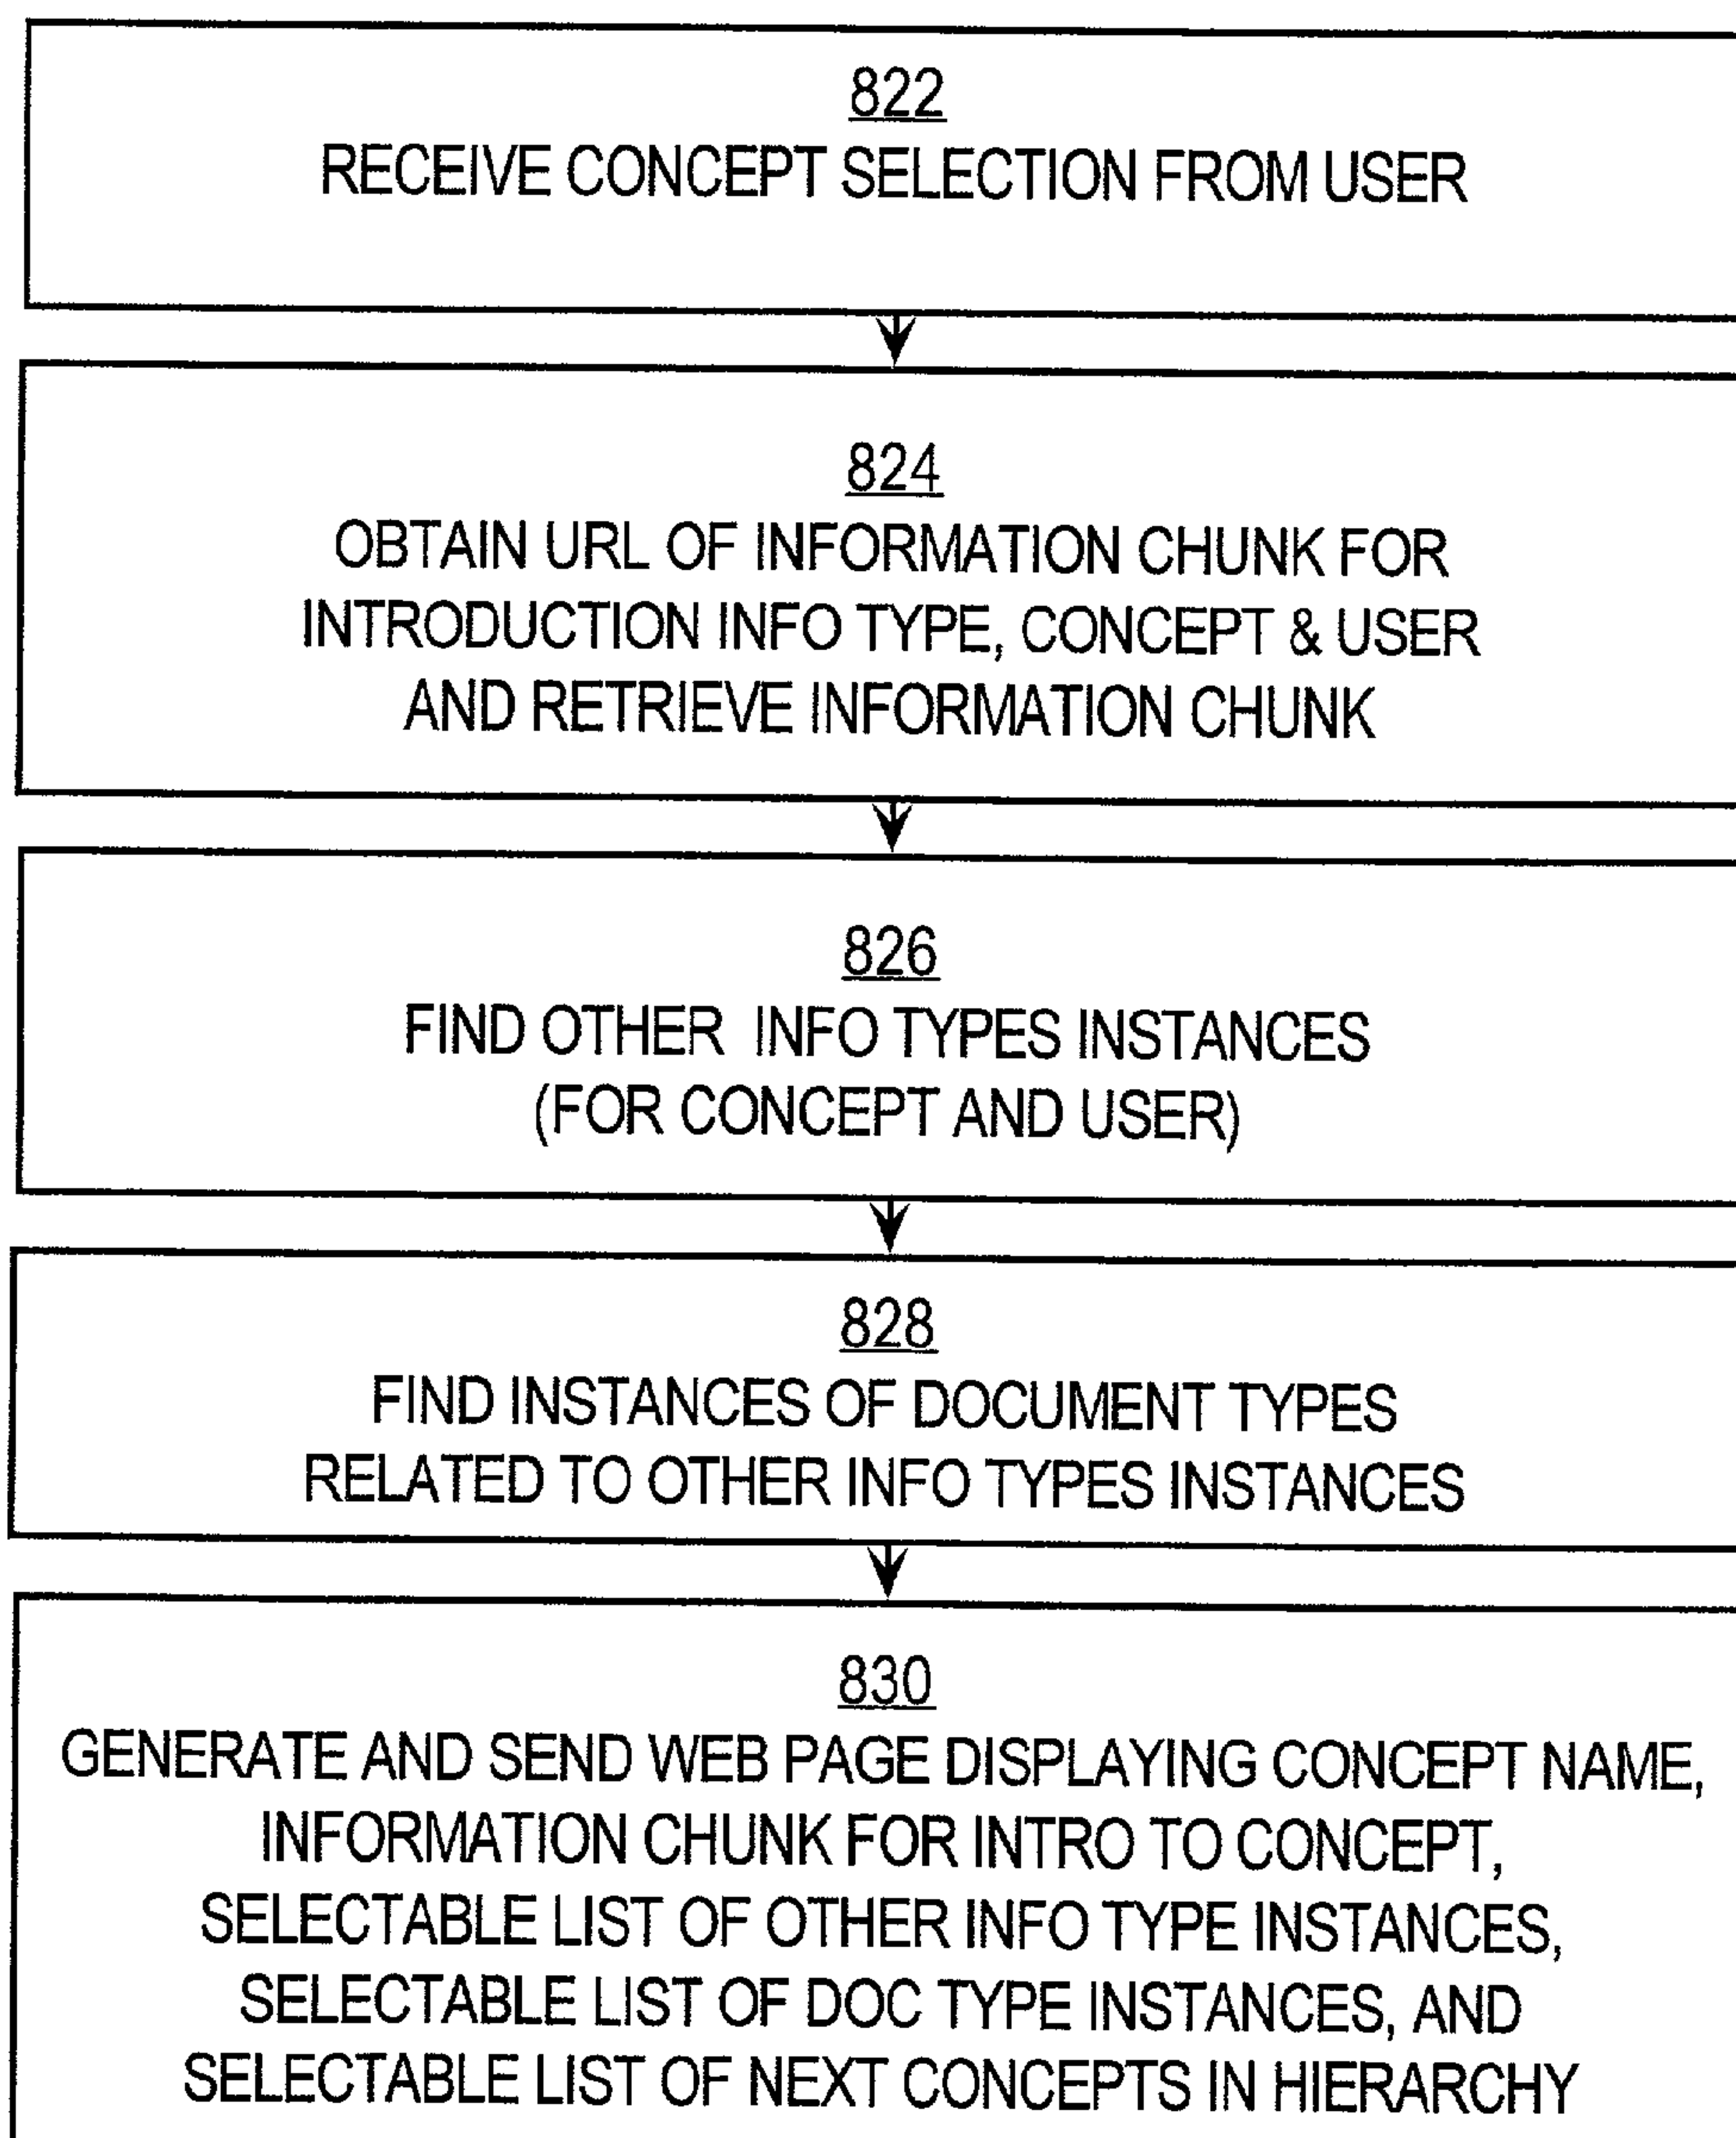 822
RECEIVE CONCEPT SELECTION FROM USER
824
OBTAIN URL OF INFORMATION CHUNK FOR
INTRODUCTION INFO TYPE, CONCEPT & USER
AND RETRIEVE INFORMATION CHUNK
826
FIND OTHER INFO TYPES INSTANCES
(FOR CONCEPT AND USER)
828
FIND INSTANCES OF DOCUMENT TYPES
RELATED TO OTHER INFO TYPES INSTANCES
830
GENERATE AND SEND WEB PAGE DISPLAYING CONCEPT NAME,
INFORMATION CHUNK FOR INTRO TO CONCEPT,
SELECTABLE LIST OF OTHER INFO TYPE INSTANCES,
SELECTABLE LIST OF DOC TYPE INSTANCES, AND
SELECTABLE LIST OF NEXT CONCEPTS IN HIERARCHY